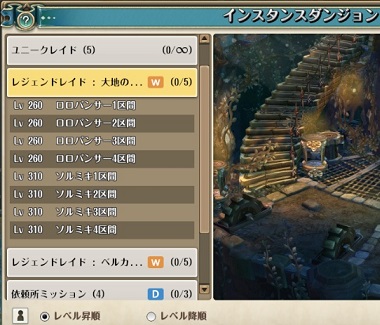 インスタンスダンジョン
ユニークレイド (5) (0/∞)
レジェンドレイド : 大地の... W (0/5)
Lv 260 ロロパンサー1区間
Lv 260 ロロパンサー2区間
Lv 260 ロロパンサー3区間
Lv 260 ロロパンサー4区間
Lv 310 ソルミキ1区間
Lv 310 ソルミキ2区間
Lv 310 ソルミキ3区間
Lv 310 ソルミキ4区間
レジェンドレイド : ベルカ... W (0/5)
依頼所ミッション (4) D (0/3)
レベル昇順 レベル降順